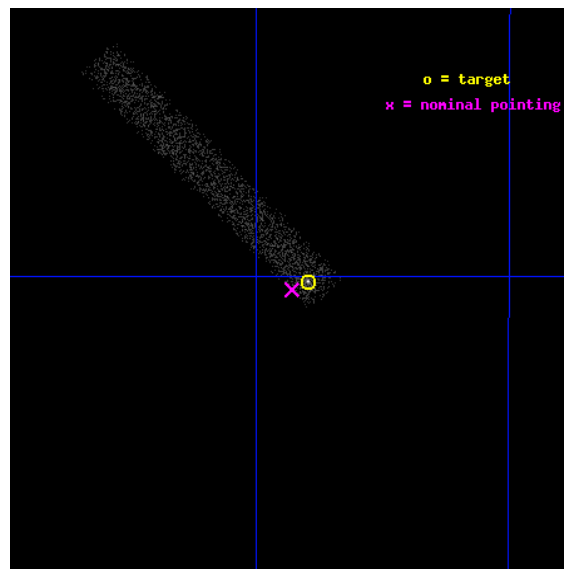 o = target
x = nominal pointing